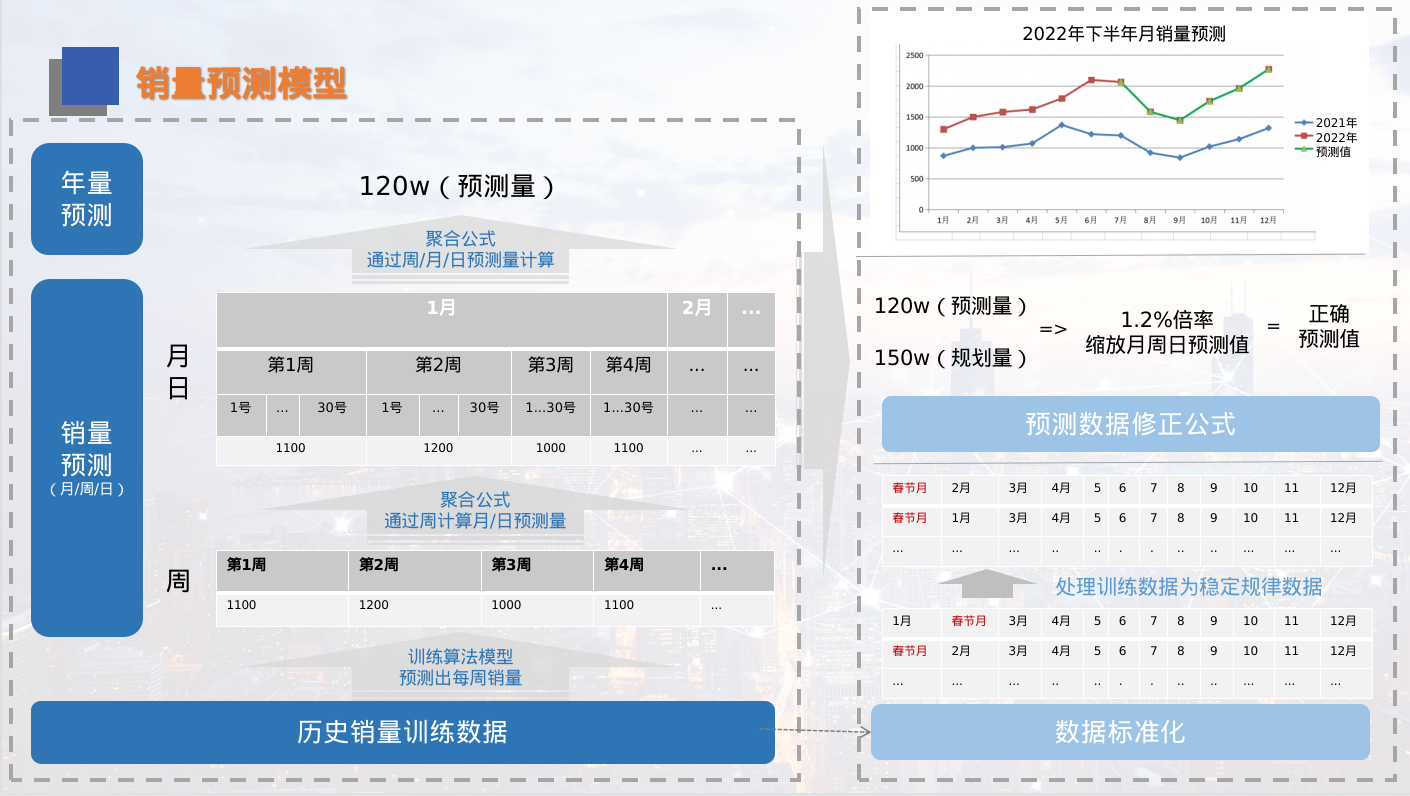 销量预测模型
年量
预测
120w（预测量）
聚合公式
通过周/月/日预测量计算
销量
预测
（月/周/日）
月
日
1月 2月 ...
第1周 第2周 第3周 第4周 ... ...
1号 ... 30号 1号 ... 30号 1...30号 1...30号 ... ...
1100 1200 1000 1100 ... ...
聚合公式
通过周计算月/日预测量
周
第1周 第2周 第3周 第4周 ...
1100 1200 1000 1100 ...
训练算法模型
预测出每周销量
历史销量训练数据
2022年下半年月销量预测
2500
2000
1500
1000
500
0
1月 2月 3月 4月 5月 6月 7月 8月 9月 10月 11月 12月
2021年
2022年
预测值
120w（预测量）
150w（规划量）
=>
1.2%倍率
缩放月周日预测值
=
正确
预测值
预测数据修正公式
春节月 2月 3月 4月 5 6 7 8 9 10 11 12月
春节月 1月 3月 4月 5 6 7 8 9 10 11 12月
... ... ... .. .. . . .. .. ... ... ...
处理训练数据为稳定规律数据
1月 春节月 3月 4月 5 6 7 8 9 10 11 12月
春节月 2月 3月 4月 5 6 7 8 9 10 11 12月
... ... ... .. .. . . .. .. ... ... ...
数据标准化